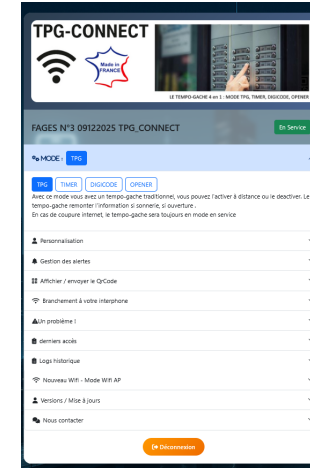 TPG-CONNECT
Made in
FRANCE
LE TEMPO-GACHE 4 en 1 : MODE TPG, TIMER, DIGICODE, OPENER
FAGES N°3 09122025 TPG_CONNECT
En Service
MODE : TPG
TPG TIMER DIGICODE OPENER
Avec ce mode vous avez un tempo-gache traditionnel, vous pouvez l'activer à distance ou le deactiver. Le
tempo-gache remonter l'information si sonnerie, si ouverture .
En cas de coupure internet, le tempo-gache sera toujours en mode en service
Personnalisation
Gestion des alertes
Afficher / envoyer le QrCode
Branchement à votre interphone
Un problème !
derniers accès
Logs historique
Nouveau Wifi - Mode Wifi AP
Versions / Mise à jours
Nous contacter
Déconnexion